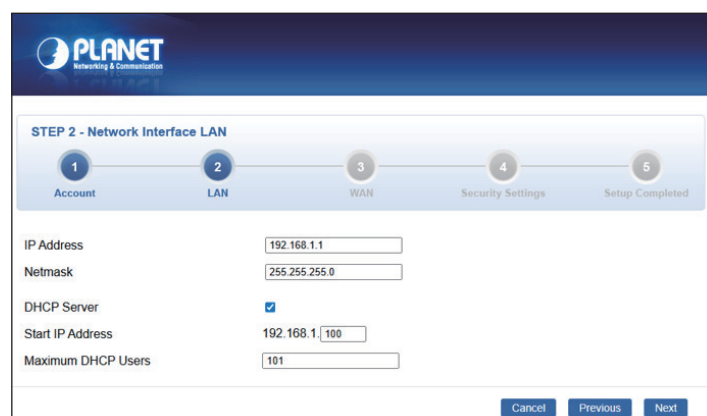 PLANET
Networking & Communication
STEP 2 - Network Interface LAN
1 2 3 4 5
Account LAN WAN Security Settings Setup Completed
IP Address 192.168.1.1
Netmask 255.255.255.0
DHCP Server
Start IP Address 192.168.1. 100
Maximum DHCP Users 101
Cancel Previous Next